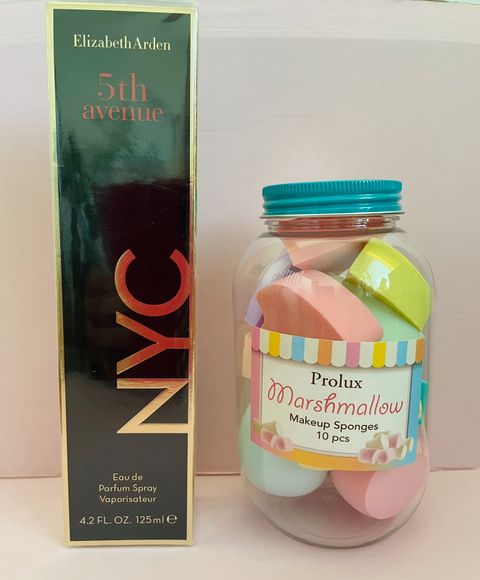 Elizabeth Arden
5th
avenue
NYC
Eau de
Parfum Spray
Vaporisateur
4.2 FL. OZ. 125ml ℮
Prolux
Marshmallow
Makeup Sponges
10 pcs